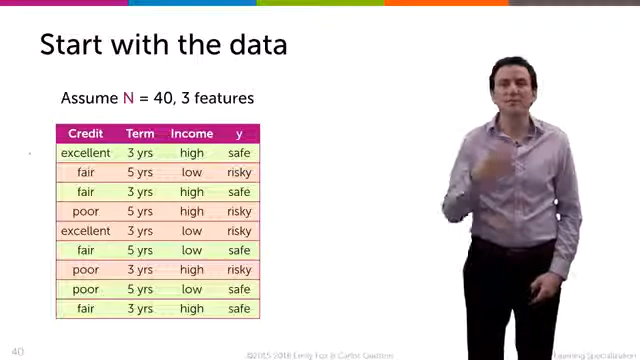 Start with the data
Assume N = 40, 3 features
Credit Term Income y
excellent 3 yrs high safe
fair 5 yrs low risky
fair 3 yrs high safe
poor 5 yrs high risky
excellent 3 yrs low risky
fair 5 yrs low safe
poor 3 yrs high risky
poor 5 yrs low safe
fair 3 yrs high safe
40
©2015-2016 Emily Fox & Carlos Guestrin
Learning Specialization